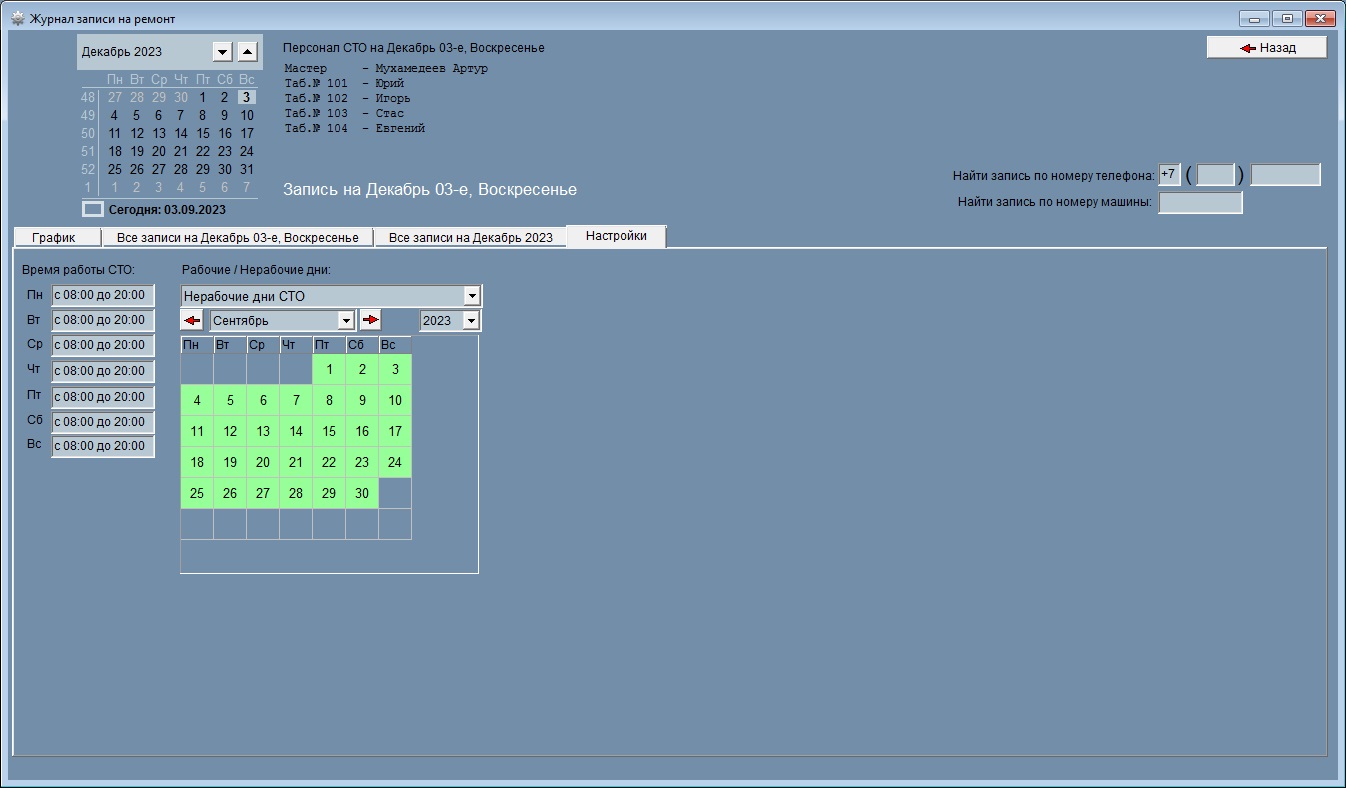 Журнал записи на ремонт
Декабрь 2023
Пн Вт Ср Чт Пт Сб Вс
48 27 28 29 30 1 2 3
49 4 5 6 7 8 9 10
50 11 12 13 14 15 16 17
51 18 19 20 21 22 23 24
52 25 26 27 28 29 30 31
1 1 2 3 4 5 6 7
Сегодня: 03.09.2023
Персонал СТО на Декабрь 03-е, Воскресенье
Мастер - Мухамедеев Артур
Таб.№ 101 - Юрий
Таб.№ 102 - Игорь
Таб.№ 103 - Стас
Таб.№ 104 - Евгений
Запись на Декабрь 03-е, Воскресенье
Назад
Найти запись по номеру телефона: +7 ( )
Найти запись по номеру машины:
График Все записи на Декабрь 03-е, Воскресенье Все записи на Декабрь 2023 Настройки
Время работы СТО:
Пн с 08:00 до 20:00
Вт с 08:00 до 20:00
Ср с 08:00 до 20:00
Чт с 08:00 до 20:00
Пт с 08:00 до 20:00
Сб с 08:00 до 20:00
Вс с 08:00 до 20:00
Рабочие / Нерабочие дни:
Нерабочие дни СТО
Сентябрь 2023
Пн Вт Ср Чт Пт Сб Вс
1 2 3
4 5 6 7 8 9 10
11 12 13 14 15 16 17
18 19 20 21 22 23 24
25 26 27 28 29 30